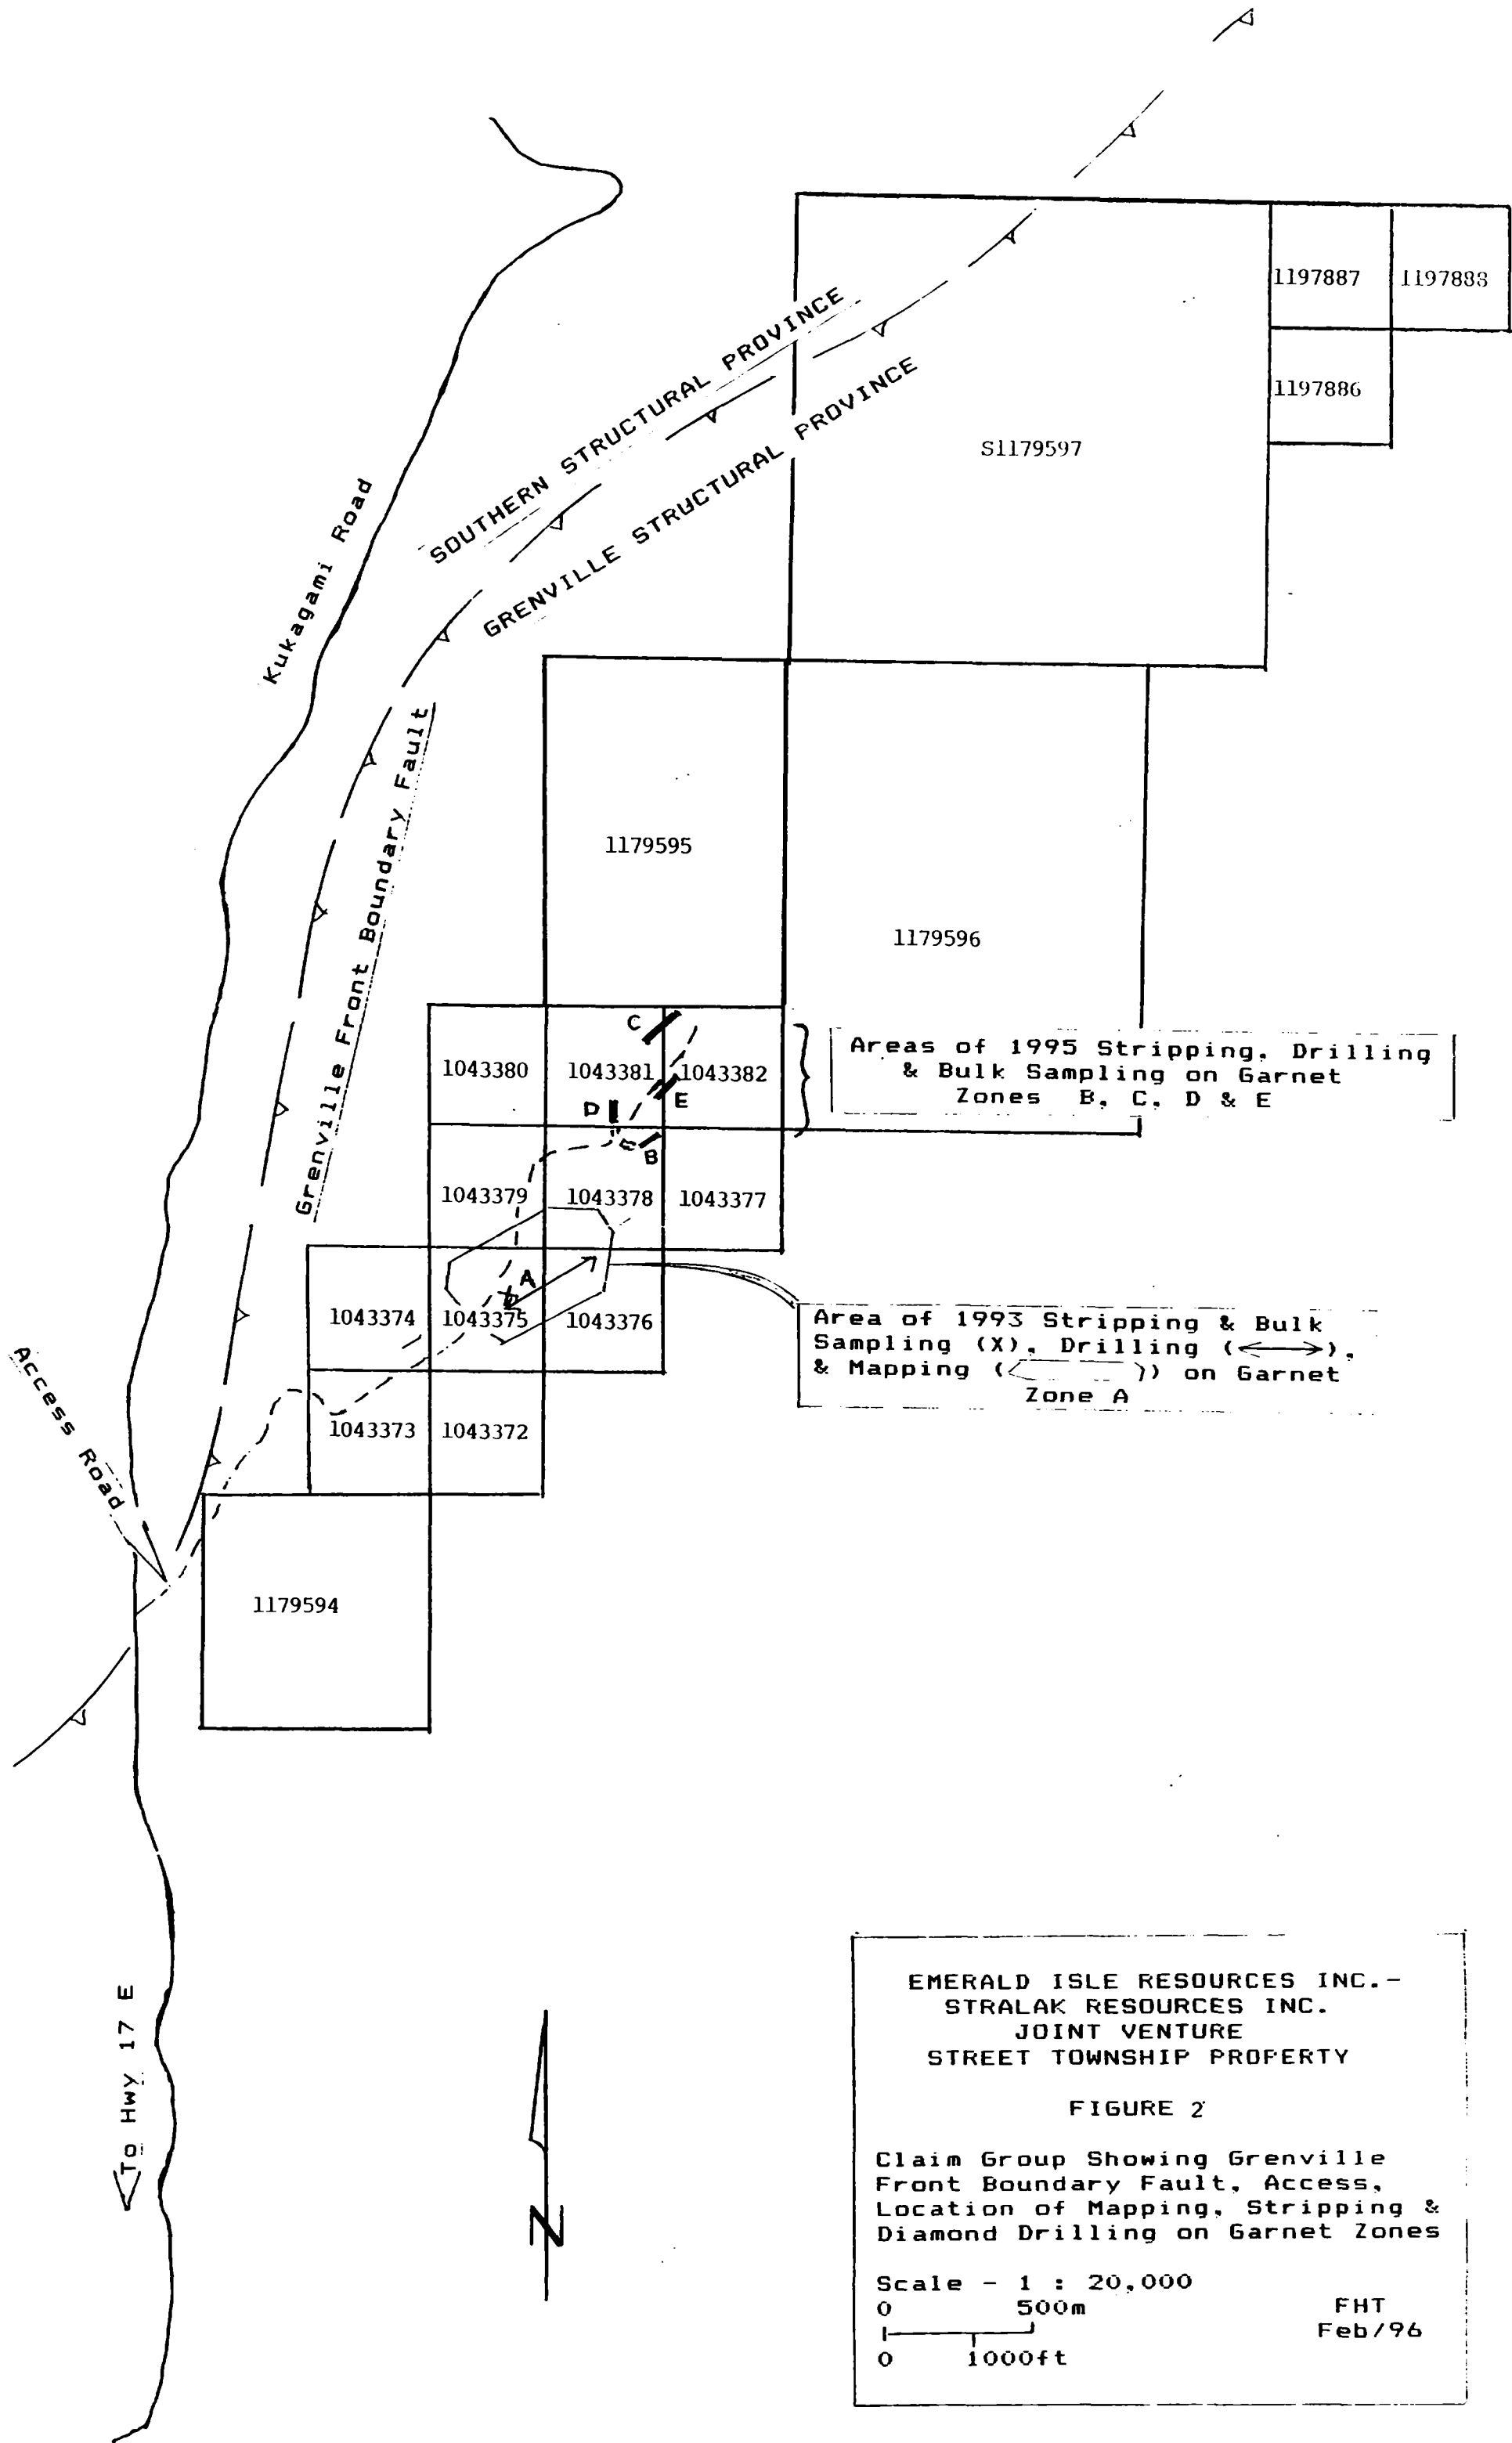 1197887
1197888
1197886
S1179597
SOUTHERN STRUCTURAL PROVINCE
GRENVILLE STRUCTURAL PROVINCE
Kukagami Road
Grenville Front Boundary Fault
1179595
1179596
C
1043380
1043381
1043382
D
E
B
Areas of 1995 Stripping, Drilling
& Bulk Sampling on Garnet
Zones B, C, D & E
1043379
1043378
1043377
A
1043374
1043375
1043376
Area of 1993 Stripping & Bulk
Sampling (X), Drilling (⟷),
& Mapping ( ) on Garnet
Zone A
Access Road
1043373
1043372
1179594
To Hwy 17 E
N
EMERALD ISLE RESOURCES INC.-
STRALAK RESOURCES INC.
JOINT VENTURE
STREET TOWNSHIP PROPERTY
FIGURE 2
Claim Group Showing Grenville
Front Boundary Fault, Access,
Location of Mapping, Stripping &
Diamond Drilling on Garnet Zones
Scale - 1 : 20,000
0 500m
0 1000ft
FHT
Feb/96